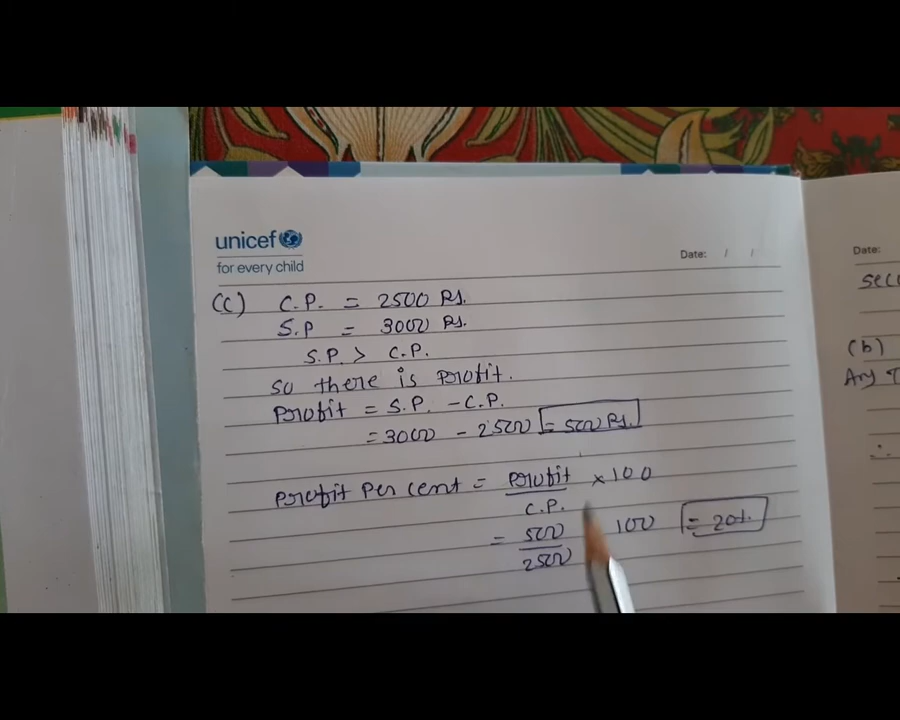 unicef
for every child
Date: / /
(c) C.P. = 2500 Rs.
S.P = 3000 Rs.
S.P. > C.P.
So there is profit.
Profit = S.P. - C.P.
= 3000 - 2500 = 500 Rs.
Profit Per cent = Profit × 100
C.P.
= 500 100 = 20%
2500
Date:
(b)
Any
∴